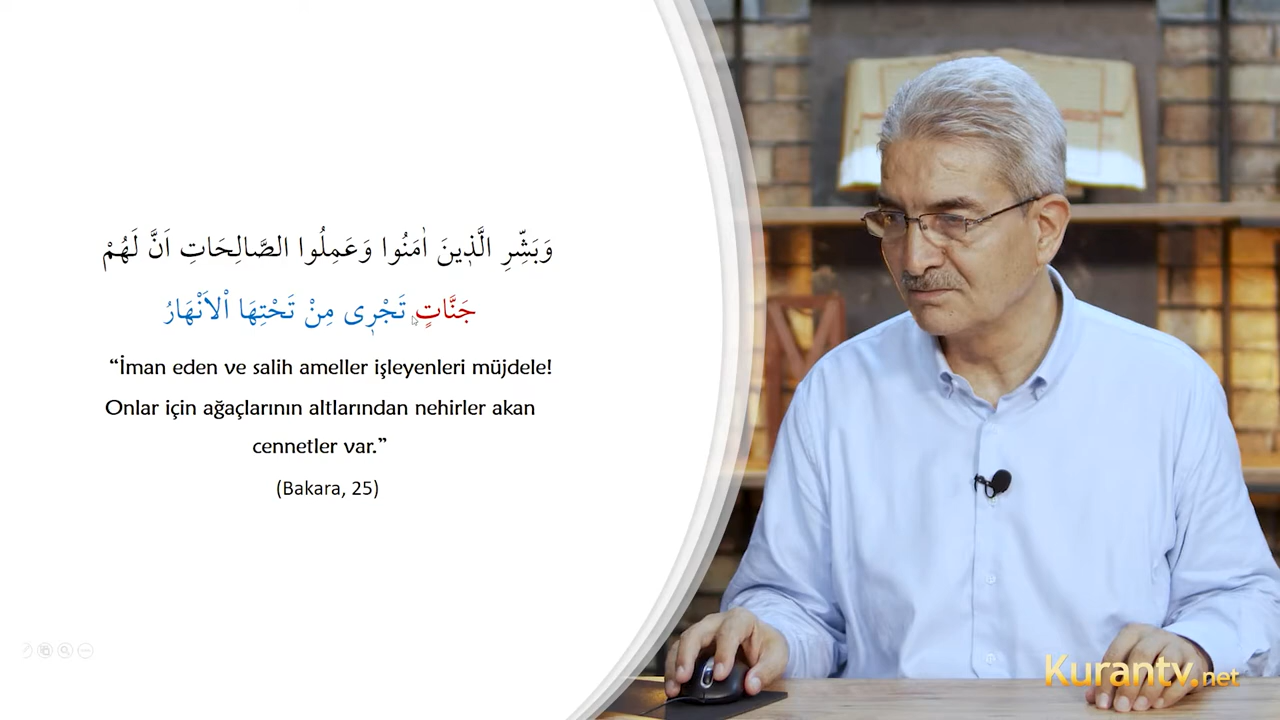 وَبَشِّرِ الَّذ۪ينَ اٰمَنُوا وَعَمِلُوا الصَّالِحَاتِ اَنَّ لَهُمْ
جَنَّاتٍ تَجْر۪ى مِنْ تَحْتِهَا اْلاَنْهَارُ
“İman eden ve salih ameller işleyenleri müjdele!
Onlar için ağaçlarının altlarından nehirler akan
cennetler var.”
(Bakara, 25)
Kurantv.net